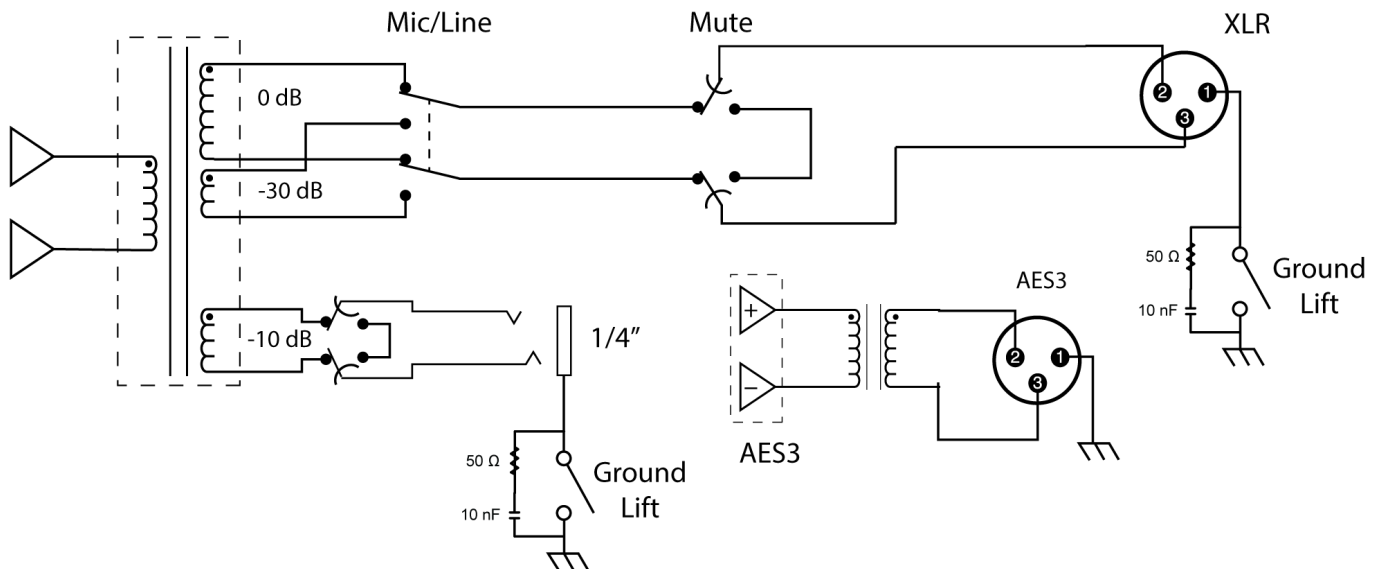 Mic/Line
Mute
XLR
0 dB
-30 dB
2
1
3
50 Ω
10 nF
Ground
Lift
-10 dB
1/4”
+
−
AES3
AES3
2
1
3
50 Ω
10 nF
Ground
Lift